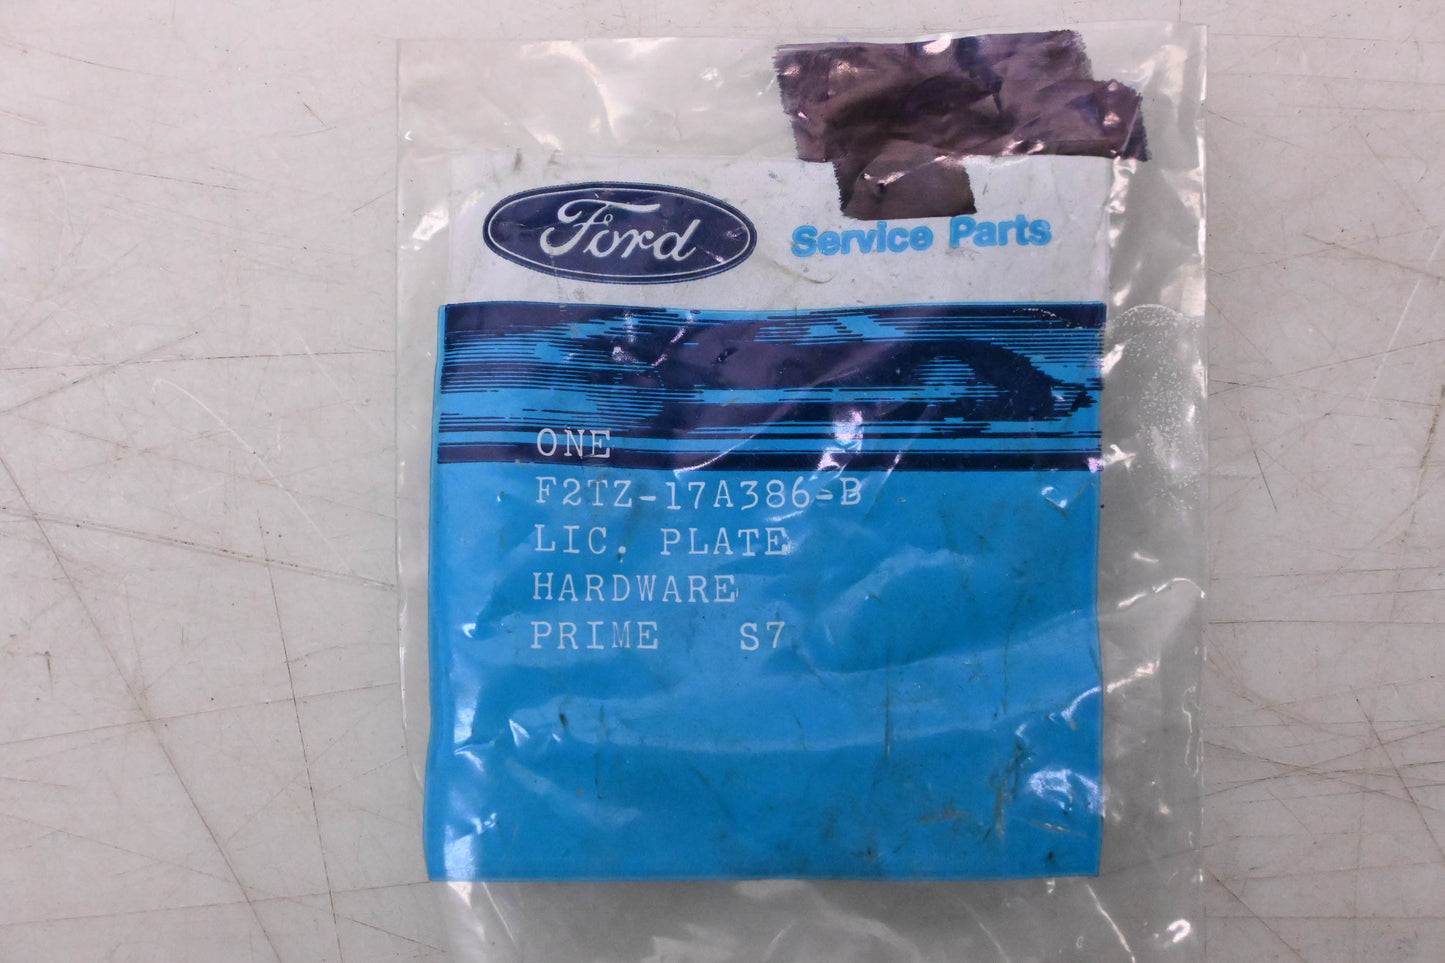 Ford
Service Parts
ONE
F2TZ-17A386-B
LIC. PLATE
HARDWARE
PRIME S7